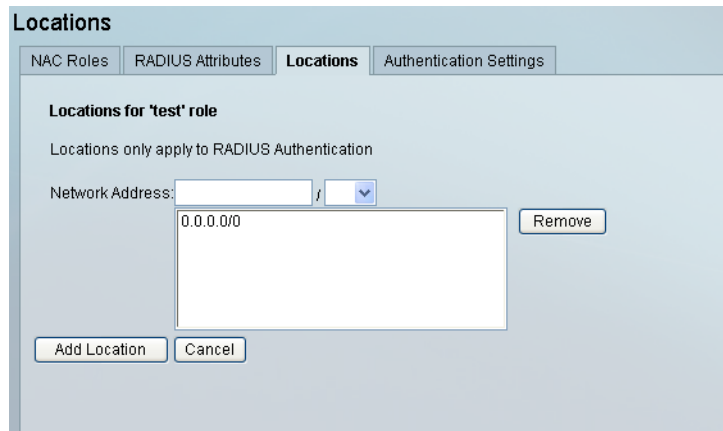 Locations
NAC Roles RADIUS Attributes Locations Authentication Settings
Locations for 'test' role
Locations only apply to RADIUS Authentication
Network Address: /
0.0.0.0/0 Remove
Add Location Cancel